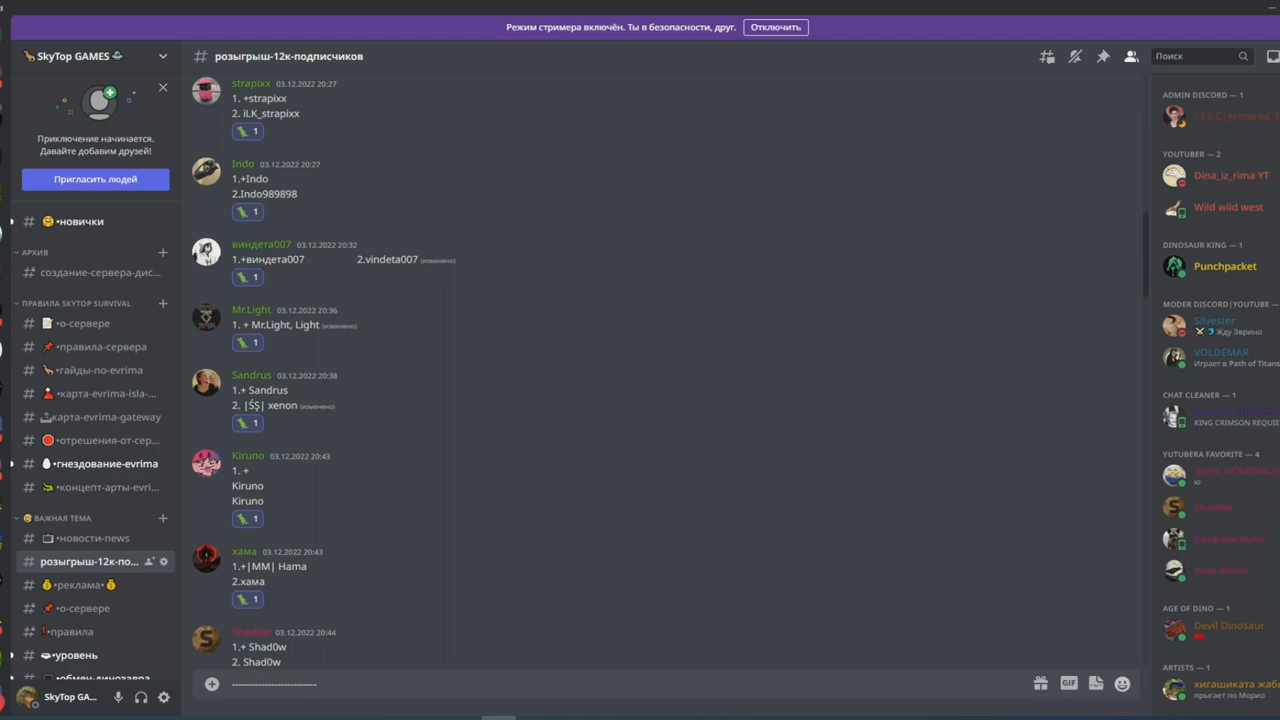 Режим стримера включён. Ты в безопасности, друг.
Отключить
SkyTop GAMES
розыгрыш-12к-подписчиков
Поиск
Приключение начинается.
Давайте добавим друзей!
Пригласить людей
•новички
АРХИВ
создание-сервера-дис...
ПРАВИЛА SKYTOP SURVIVAL
•о-сервере
•правила-сервера
•гайды-по-evrima
•карта-evrima-isla-...
карта-evrima-gateway
•отрешения-от-сер...
•гнездование-evrima
•концепт-арты-evri...
ВАЖНАЯ ТЕМА
•новости-news
розыгрыш-12к-по...
•реклама•
•о-сервере
•правила
•уровень
•обмен-динозавра
SkyTop GA...
strapixx 03.12.2022 20:27
1. +strapixx
2. iLK_strapixx
1
Indo 03.12.2022 20:27
1.+Indo
2.Indo989898
1
виндета007 03.12.2022 20:32
1.+виндета007 2.vindeta007 (изменено)
1
Mr.Light 03.12.2022 20:36
1. + Mr.Light, Light (изменено)
1
Sandrus 03.12.2022 20:38
1.+ Sandrus
2. |ŚŞ| xenon (изменено)
1
Kiruno 03.12.2022 20:43
1. +
Kiruno
Kiruno
1
хама 03.12.2022 20:43
1.+|MM| Hama
2.хама
1
Shad0w 03.12.2022 20:44
1.+ Shad0w
2. Shad0w
--------------------------
GIF
ADMIN DISCORD — 1
YOUTUBER — 2
Dina_iz_rima YT
Wild wild west
DINOSAUR KING — 1
Punchpacket
MODER DISCORD|YOUTUBE —
Silvester
Жду Эврино
VOLDEMAR
Играет в Path of Titans
CHAT CLEANER — 1
KING CRIMSON REQUIE
YUTUBERA FAVORITE — 4
ю
Shad0w
AGE OF DINO — 1
Devil Dinosaur
ARTISTS — 1
хигашиката жаб
прыгает по Морио